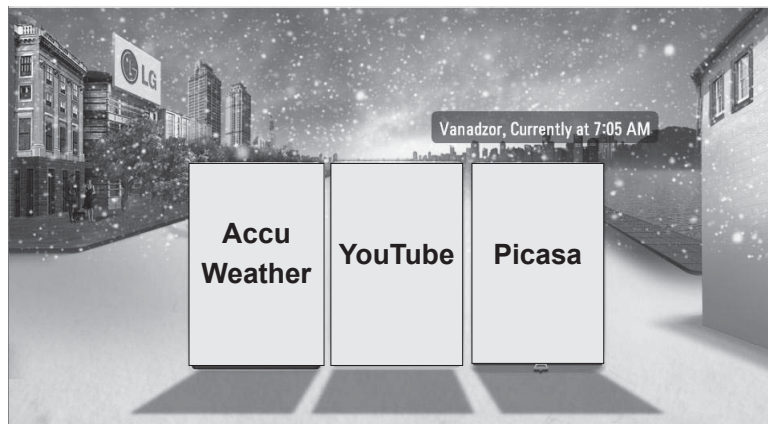 LG
Vanadzor, Currently at 7:05 AM
Accu
Weather
YouTube
Picasa